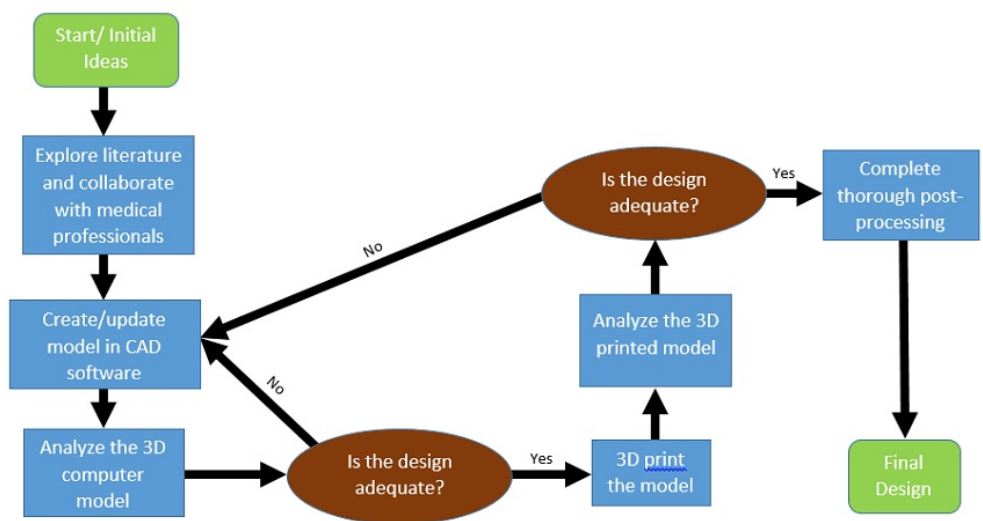 Start/ Initial
Ideas
Explore literature
and collaborate
with medical
professionals
Create/update
model in CAD
software
Analyze the 3D
computer
model
No
Is the design
adequate?
Yes
3D print
the model
Analyze the 3D
printed model
Is the design
adequate?
No
Yes
Complete
thorough post-
processing
Final
Design